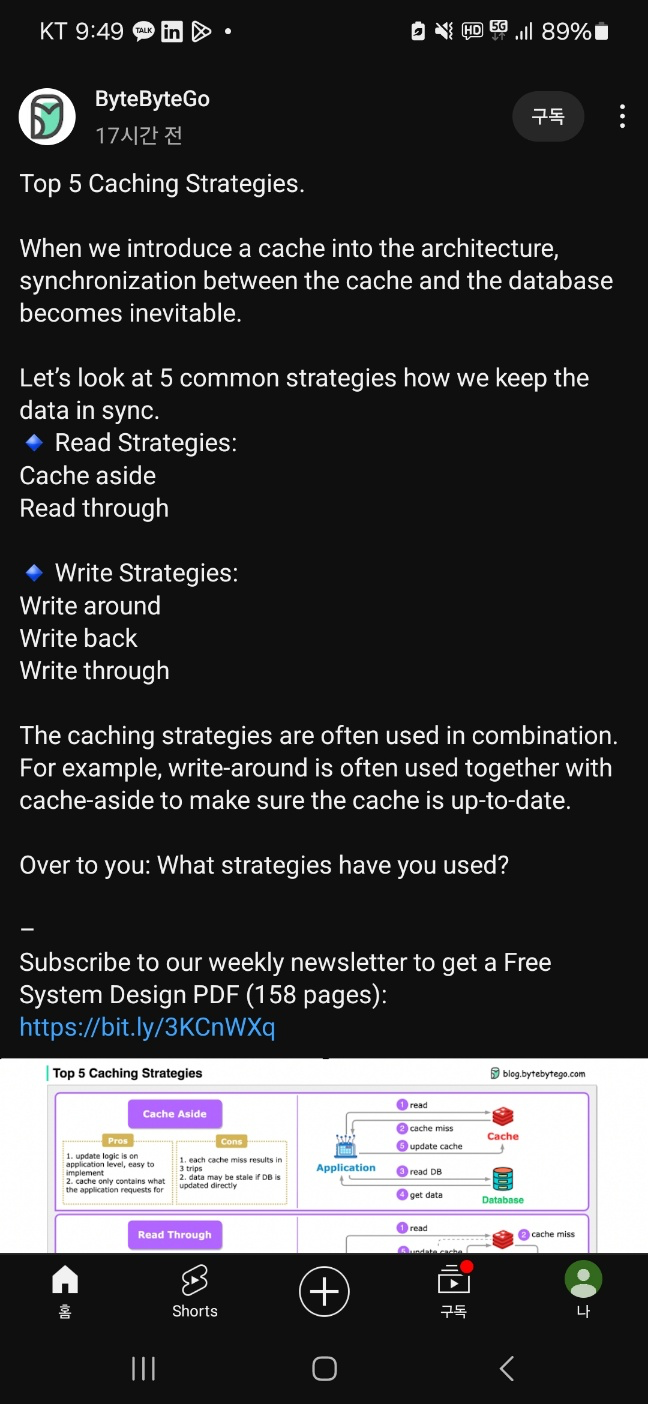 KT 9:49 TALK in
HD 5G 89%
ByteByteGo
17시간 전
구독
Top 5 Caching Strategies.
When we introduce a cache into the architecture,
synchronization between the cache and the database
becomes inevitable.
Let’s look at 5 common strategies how we keep the
data in sync.
🔹 Read Strategies:
Cache aside
Read through
🔹 Write Strategies:
Write around
Write back
Write through
The caching strategies are often used in combination.
For example, write-around is often used together with
cache-aside to make sure the cache is up-to-date.
Over to you: What strategies have you used?
–
Subscribe to our weekly newsletter to get a Free
System Design PDF (158 pages):
https://bit.ly/3KCnWXq
Top 5 Caching Strategies
blog.bytebytego.com
Cache Aside
Pros
1. update logic is on
application level, easy to
implement
2. cache only contains what
the application requests for
Cons
1. each cache miss results in
3 trips
2. data may be stale if DB is
updated directly
Application
1 read
2 cache miss
5 update cache
Cache
3 read DB
4 get data
Database
Read Through
1 read
2 cache miss
5 update cache
홈
Shorts
구독
나